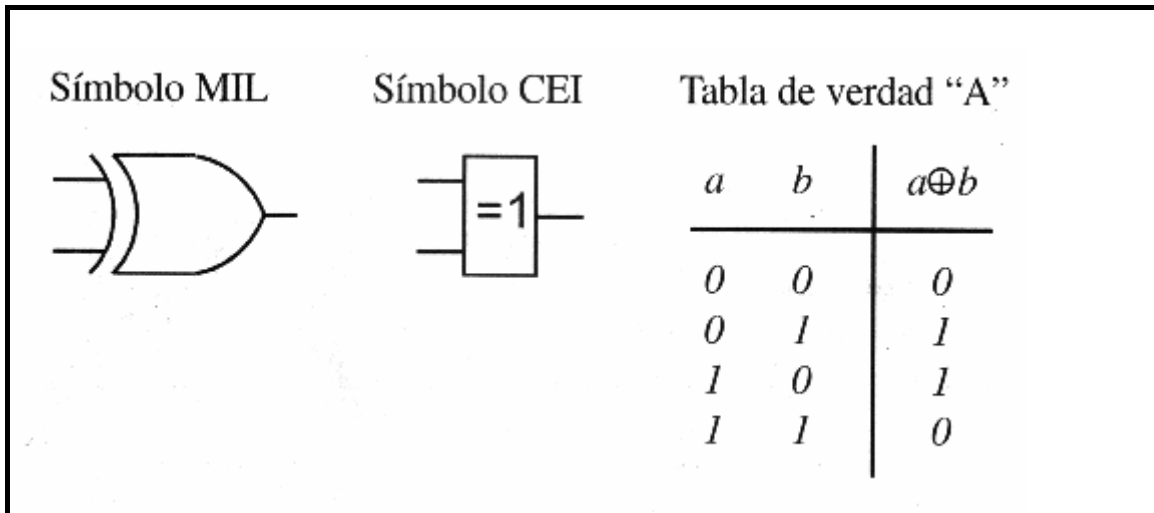 Símbolo MIL Símbolo CEI Tabla de verdad “A”
=1
a b a⊕b
0 0 0
0 1 1
1 0 1
1 1 0